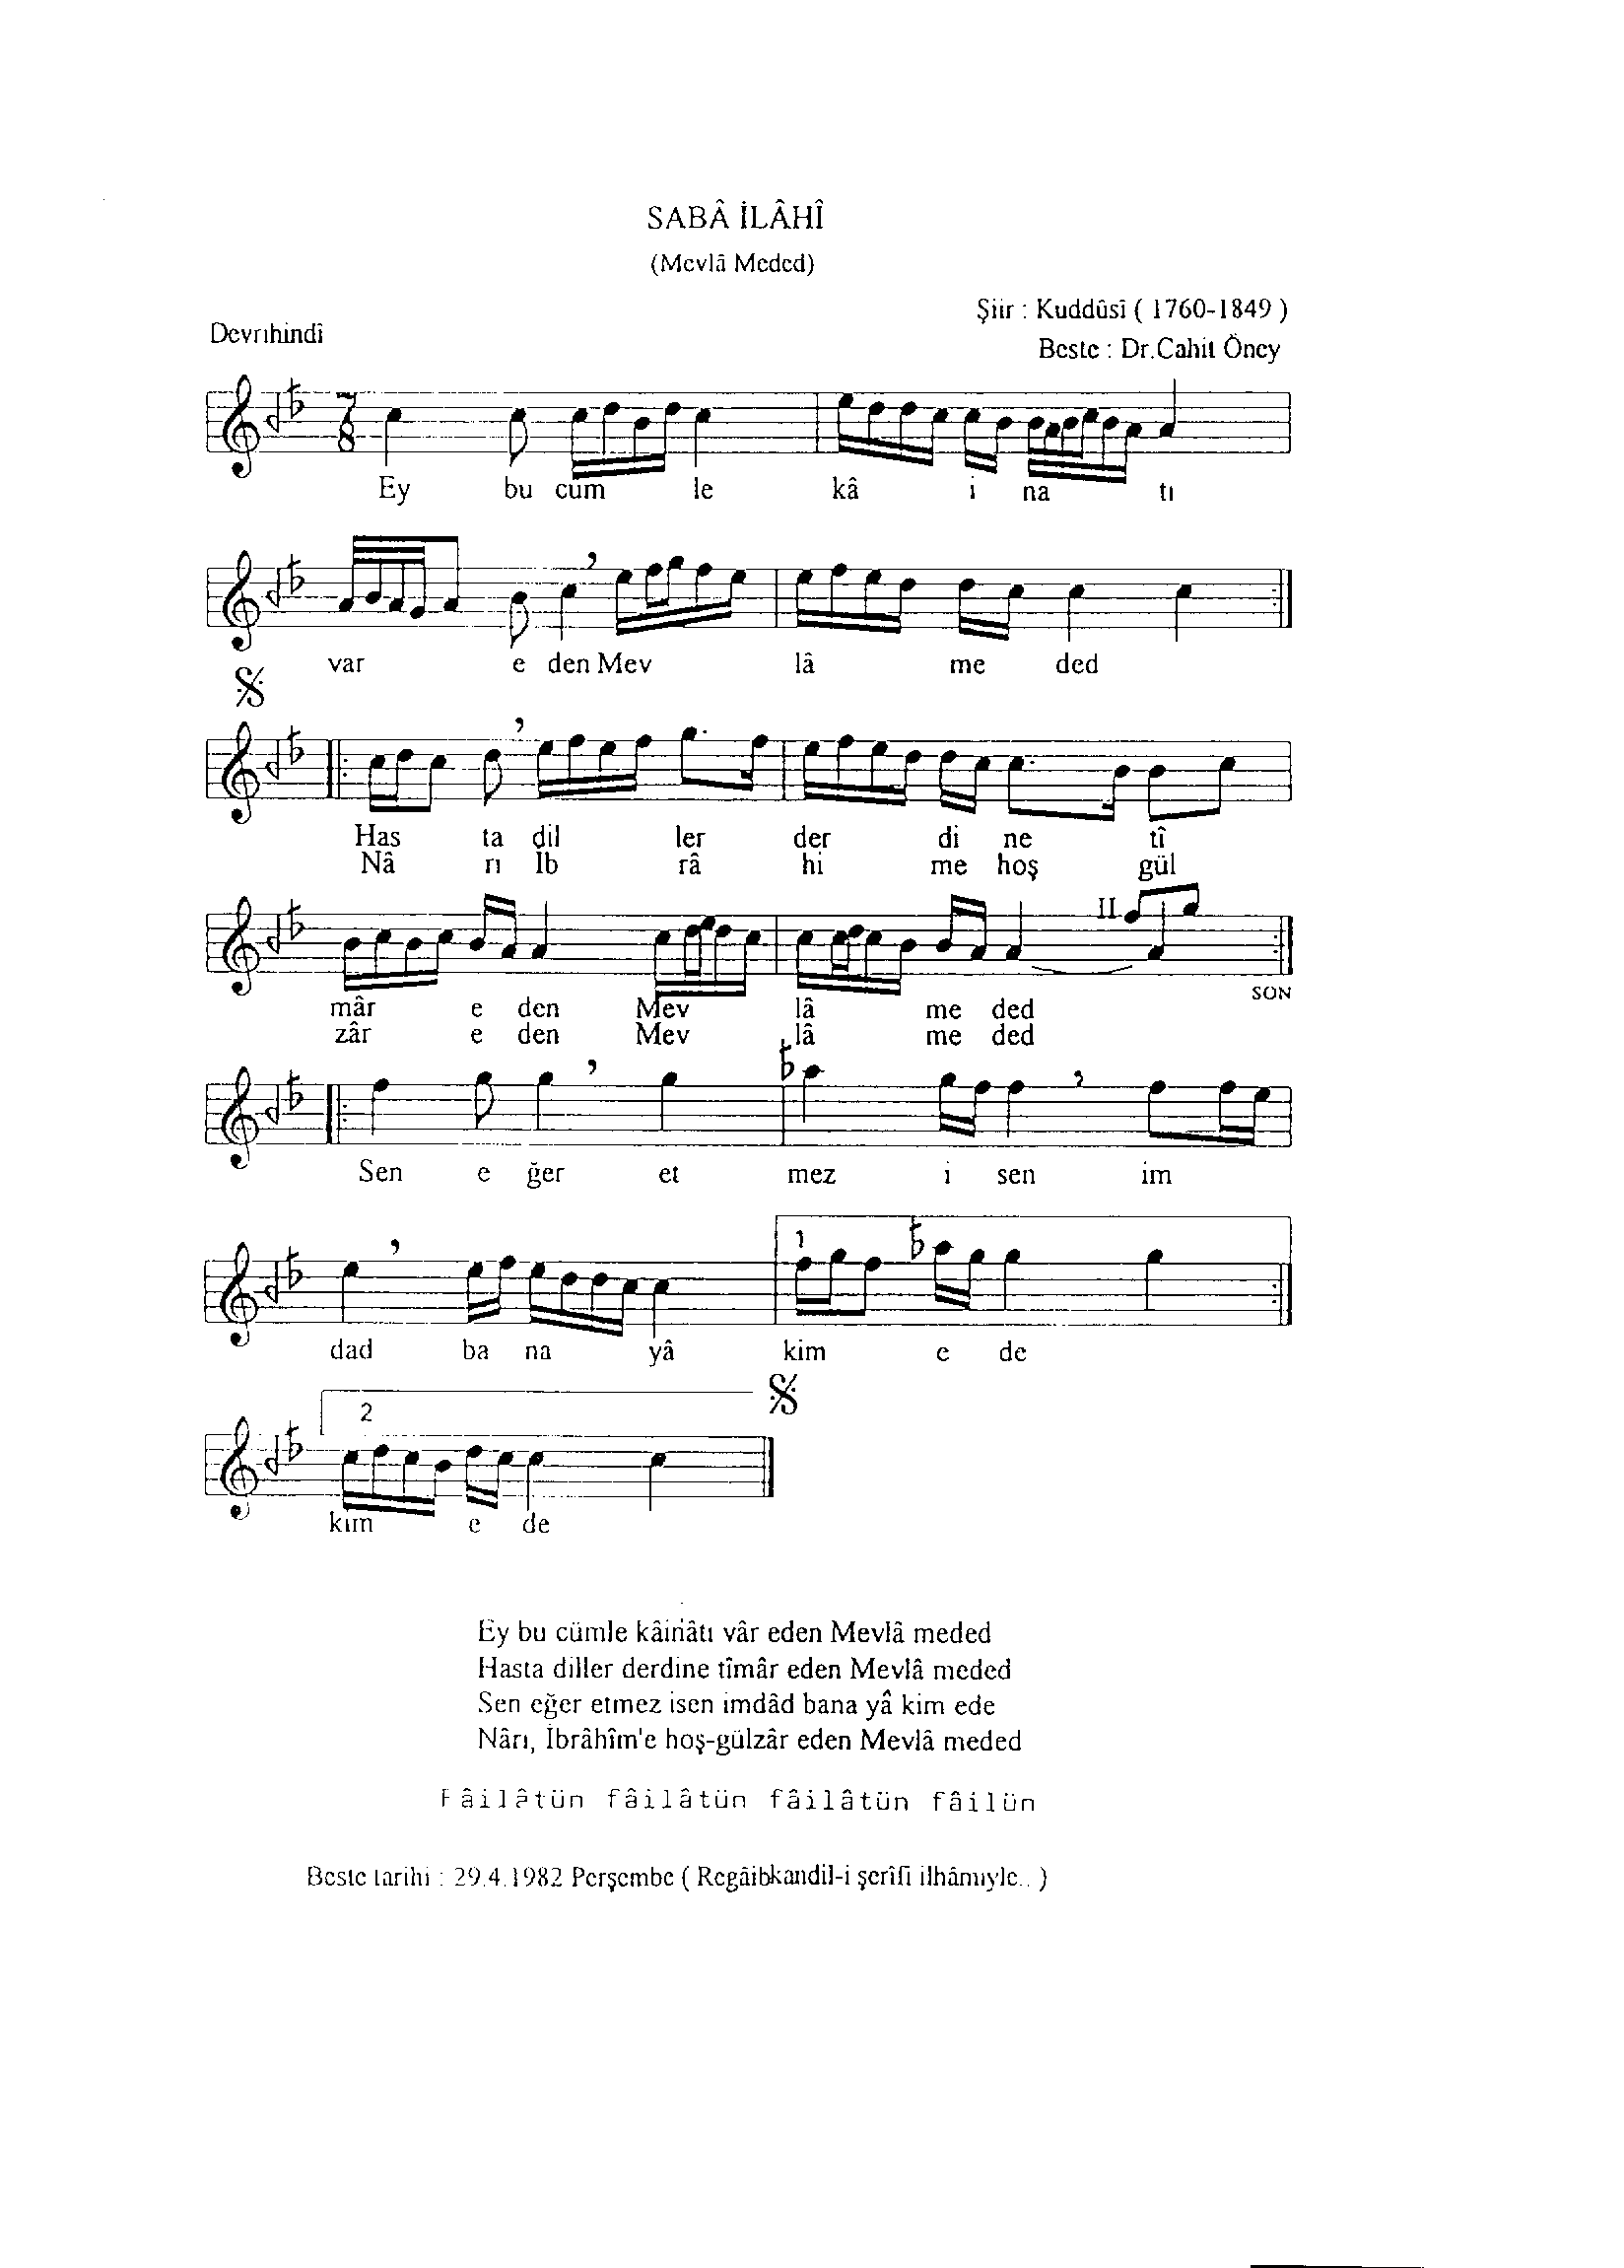 SABÂ İLÂHÎ
(Mevlâ Meded)
Şiir : Kuddûsî ( 1760-1849 )
Devrıhindî
Beste : Dr.Cahit Öney
7
8
Ey bu cum le kâ i na tı
var e den Mev lâ me ded
Has ta dil ler der di ne tî
Nâ rı Ib râ hi me hoş gül
II
SON
mâr e den Mev lâ me ded
zâr e den Mev lâ me ded
Sen e ğer et mez i sen im
1
dad ba na yâ kim e de
2
kım e de
Ey bu cümle kâinâtı vâr eden Mevlâ meded
Hasta diller derdine tîmâr eden Mevlâ meded
Sen eğer etmez isen imdâd bana yâ kim ede
Nârı, İbrâhîm'e hoş-gülzâr eden Mevlâ meded
Fâilâtün fâilâtün fâilâtün fâilün
Beste tarihi : 29.4.1982 Perşembe ( Regâibkandil-i şerîfi ilhâmıyle.. )